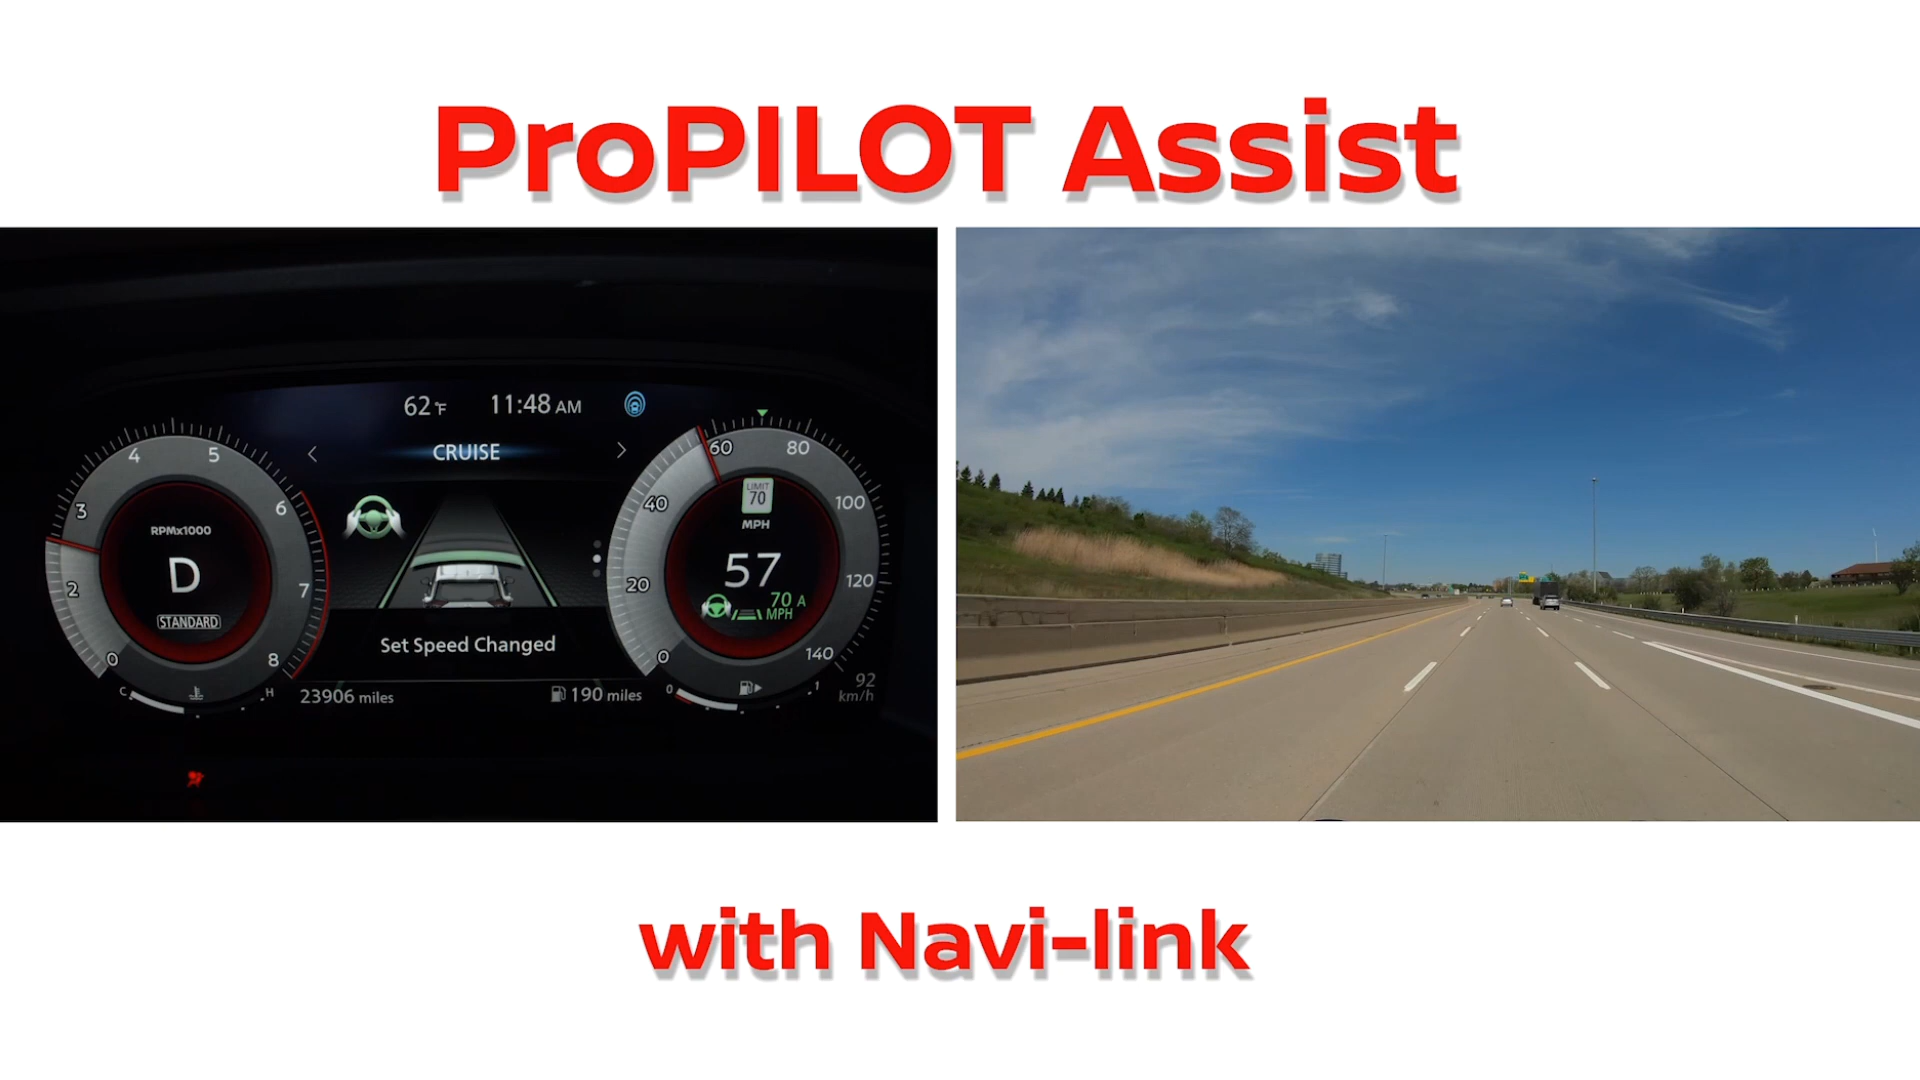 ProPILOT Assist
62°F 11:48 AM
CRUISE
4 5
3 6
2 7
0 8
RPMx1000
D
STANDARD
C H
60 80
40 100
20 120
0 140
LIMIT
70
MPH
57
70 A
MPH
Set Speed Changed
23906 miles 190 miles
0 1
92
km/h
with Navi-link